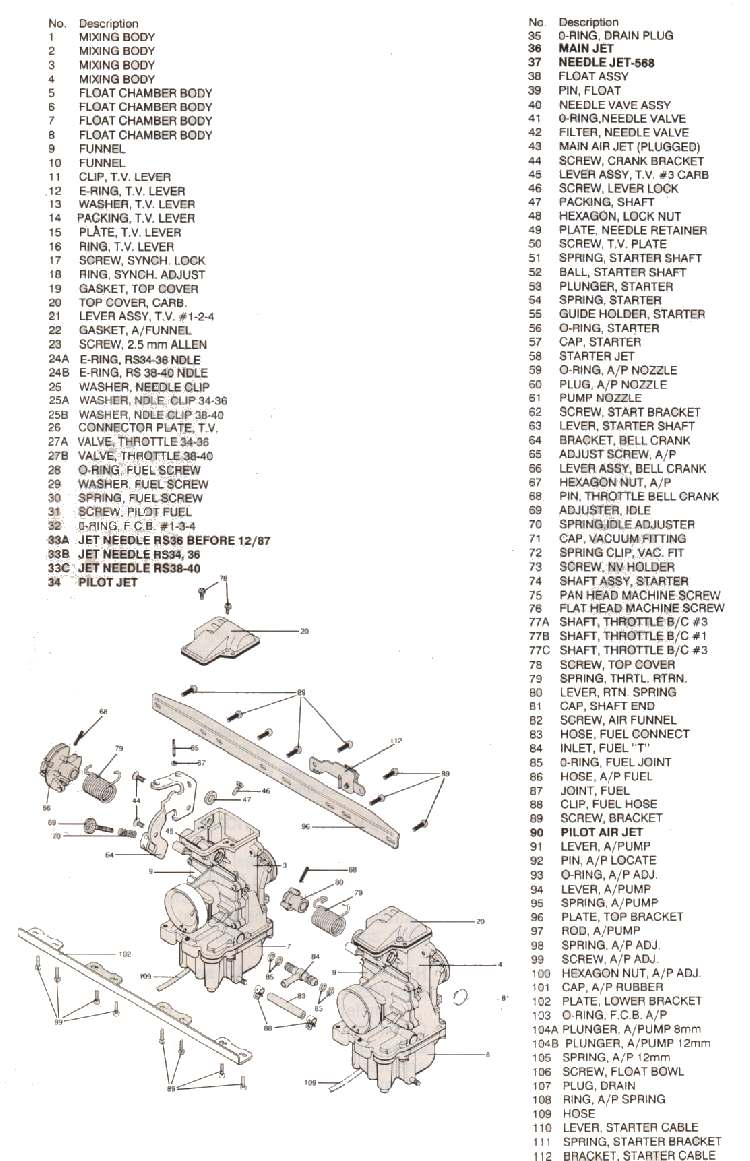 No. Description
1 MIXING BODY
2 MIXING BODY
3 MIXING BODY
4 MIXING BODY
5 FLOAT CHAMBER BODY
6 FLOAT CHAMBER BODY
7 FLOAT CHAMBER BODY
8 FLOAT CHAMBER BODY
9 FUNNEL
10 FUNNEL
11 CLIP, T.V. LEVER
12 E-RING, T.V. LEVER
13 WASHER, T.V. LEVER
14 PACKING, T.V. LEVER
15 PLATE, T.V. LEVER
16 RING, T.V. LEVER
17 SCREW, SYNCH. LOCK
18 RING, SYNCH. ADJUST
19 GASKET, TOP COVER
20 TOP COVER, CARB.
21 LEVER ASSY, T.V. #1-2-4
22 GASKET, A/FUNNEL
23 SCREW, 2.5 mm ALLEN
24A E-RING, RS34-36 NDLE
24B E-RING, RS 38-40 NDLE
25 WASHER, NEEDLE CLIP
25A WASHER, NDLE. CLIP 34-36
25B WASHER, NDLE CLIP 38-40
26 CONNECTOR PLATE, T.V.
27A VALVE, THROTTLE 34-36
27B VALVE, THROTTLE 38-40
28 O-RING, FUEL SCREW
29 WASHER, FUEL SCREW
30 SPRING, FUEL SCREW
31 SCREW, PILOT FUEL
32 0-RING, F.C.B. #1-3-4
33A JET NEEDLE RS36 BEFORE 12/87
33B JET NEEDLE RS34, 36
33C JET NEEDLE RS38-40
34 PILOT JET
No. Description
35 0-RING, DRAIN PLUG
36 MAIN JET
37 NEEDLE JET-568
38 FLOAT ASSY
39 PIN, FLOAT
40 NEEDLE VAVE ASSY
41 0-RING,NEEDLE VALVE
42 FILTER, NEEDLE VALVE
43 MAIN AIR JET (PLUGGED)
44 SCREW, CRANK BRACKET
45 LEVER ASSY, T.V. #3 CARB
46 SCREW, LEVER LOCK
47 PACKING, SHAFT
48 HEXAGON, LOCK NUT
49 PLATE, NEEDLE RETAINER
50 SCREW, T.V. PLATE
51 SPRING, STARTER SHAFT
52 BALL, STARTER SHAFT
53 PLUNGER, STARTER
54 SPRING, STARTER
55 GUIDE HOLDER, STARTER
56 O-RING, STARTER
57 CAP, STARTER
58 STARTER JET
59 O-RING, A/P NOZZLE
60 PLUG, A/P NOZZLE
61 PUMP NOZZLE
62 SCREW, START BRACKET
63 LEVER, STARTER SHAFT
64 BRACKET, BELL CRANK
65 ADJUST SCREW, A/P
66 LEVER ASSY, BELL CRANK
67 HEXAGON NUT, A/P
68 PIN, THROTTLE BELL CRANK
69 ADJUSTER, IDLE
70 SPRING,IDLE ADJUSTER
71 CAP, VACUUM FITTING
72 SPRING CLIP, VAC. FIT
73 SCREW, NV HOLDER
74 SHAFT ASSY, STARTER
75 PAN HEAD MACHINE SCREW
76 FLAT HEAD MACHINE SCREW
77A SHAFT, THROTTLE B/C #3
77B SHAFT, THROTTLE B/C #1
77C SHAFT, THROTTLE B/C #3
78 SCREW, TOP COVER
79 SPRING, THRTL. RTRN.
80 LEVER, RTN. SPRING
81 CAP, SHAFT END
82 SCREW, AIR FUNNEL
83 HOSE, FUEL CONNECT
84 INLET, FUEL "T"
85 0-RING, FUEL JOINT
86 HOSE, A/P FUEL
87 JOINT, FUEL
88 CLIP, FUEL HOSE
89 SCREW, BRACKET
90 PILOT AIR JET
91 LEVER, A/PUMP
92 PIN, A/P LOCATE
93 O-RING, A/P ADJ.
94 LEVER, A/PUMP
95 SPRING, A/PUMP
96 PLATE, TOP BRACKET
97 ROD, A/PUMP
98 SPRING, A/P ADJ.
99 SCREW, A/P ADJ.
100 HEXAGON NUT, A/P ADJ.
101 CAP, A/P RUBBER
102 PLATE, LOWER BRACKET
103 O-RING, F.C.B. A/P
104A PLUNGER, A/PUMP 8mm
104B PLUNGER, A/PUMP 12mm
105 SPRING, A/P 12mm
106 SCREW, FLOAT BOWL
107 PLUG, DRAIN
108 RING, A/P SPRING
109 HOSE
110 LEVER, STARTER CABLE
111 SPRING, STARTER BRACKET
112 BRACKET, STARTER CABLE
78
20
89
68
79
65
67
112
66
44
46
47
89
69
70
45
96
64
9
3
68
80
79
20
7
102
84
9
4
109
85
83
85
81
99
88
8
89
109